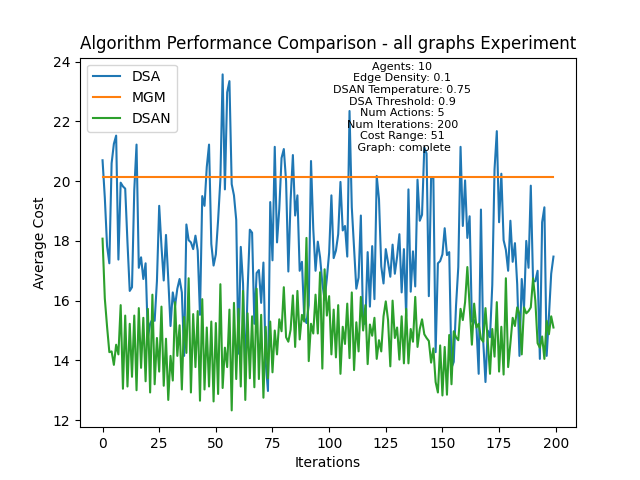 Algorithm Performance Comparison - all graphs Experiment
24
22
20
18
16
14
12
Average Cost
DSA
MGM
DSAN
Agents: 10
Edge Density: 0.1
DSAN Temperature: 0.75
DSA Threshold: 0.9
Num Actions: 5
Num Iterations: 200
Cost Range: 51
Graph: complete
0 25 50 75 100 125 150 175 200
Iterations